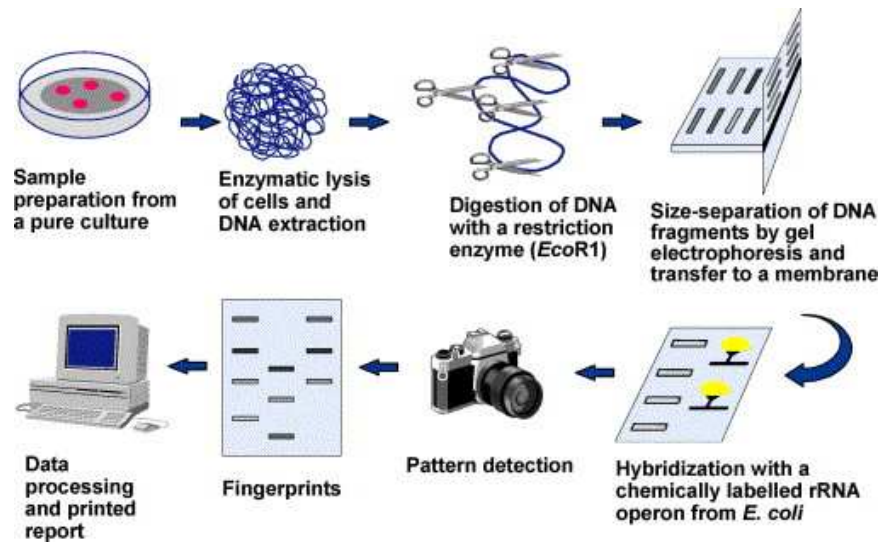 Sample
preparation from
a pure culture
Enzymatic lysis
of cells and
DNA extraction
Digestion of DNA
with a restriction
enzyme (EcoR1)
Size-separation of DNA
fragments by gel
electrophoresis and
transfer to a membrane
Hybridization with a
chemically labelled rRNA
operon from E. coli
Pattern detection
Fingerprints
Data
processing
and printed
report